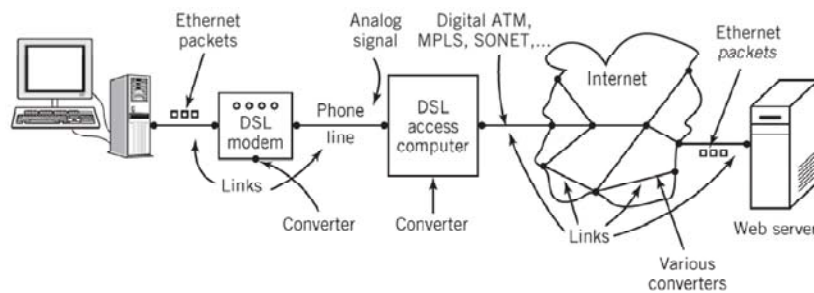 Ethernet
packets
Analog
signal
Digital ATM,
MPLS, SONET,...
Ethernet
packets
Internet
DSL
modem
Phone
line
DSL
access
computer
Links
Converter
Converter
Links
Web server
Various
converters